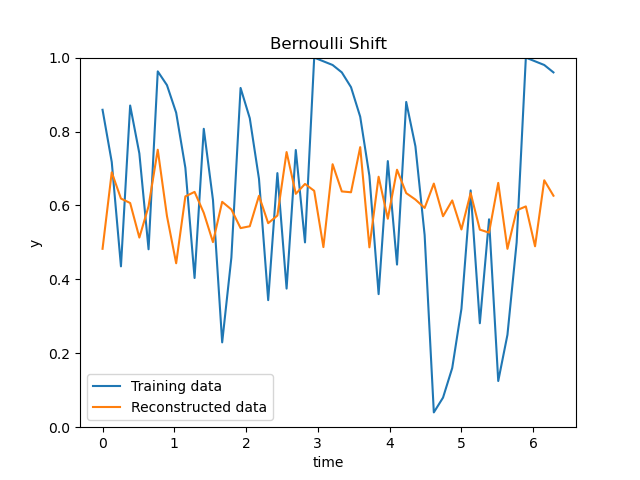 Bernoulli Shift
1.0
0.8
0.6
0.4
0.2
0.0
y
Training data
Reconstructed data
0 1 2 3 4 5 6
time